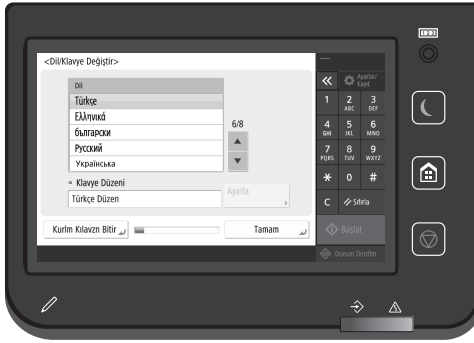 <Dil/Klavye Değiştir>
Dil
Türkçe
Ελληνικά
български
Русский
Українська
6/8
Klavye Düzeni
Türkçe Düzen
Ayarla
Kurlm Kılavzn Bitir
Tamam
Ayarlar/
Kayıt
1 2 3
ABC DEF
4 5 6
GHI JKL MNO
7 8 9
PQRS TUV WXYZ
* 0 #
C Sıfırla
Başlat
Durum Dentim